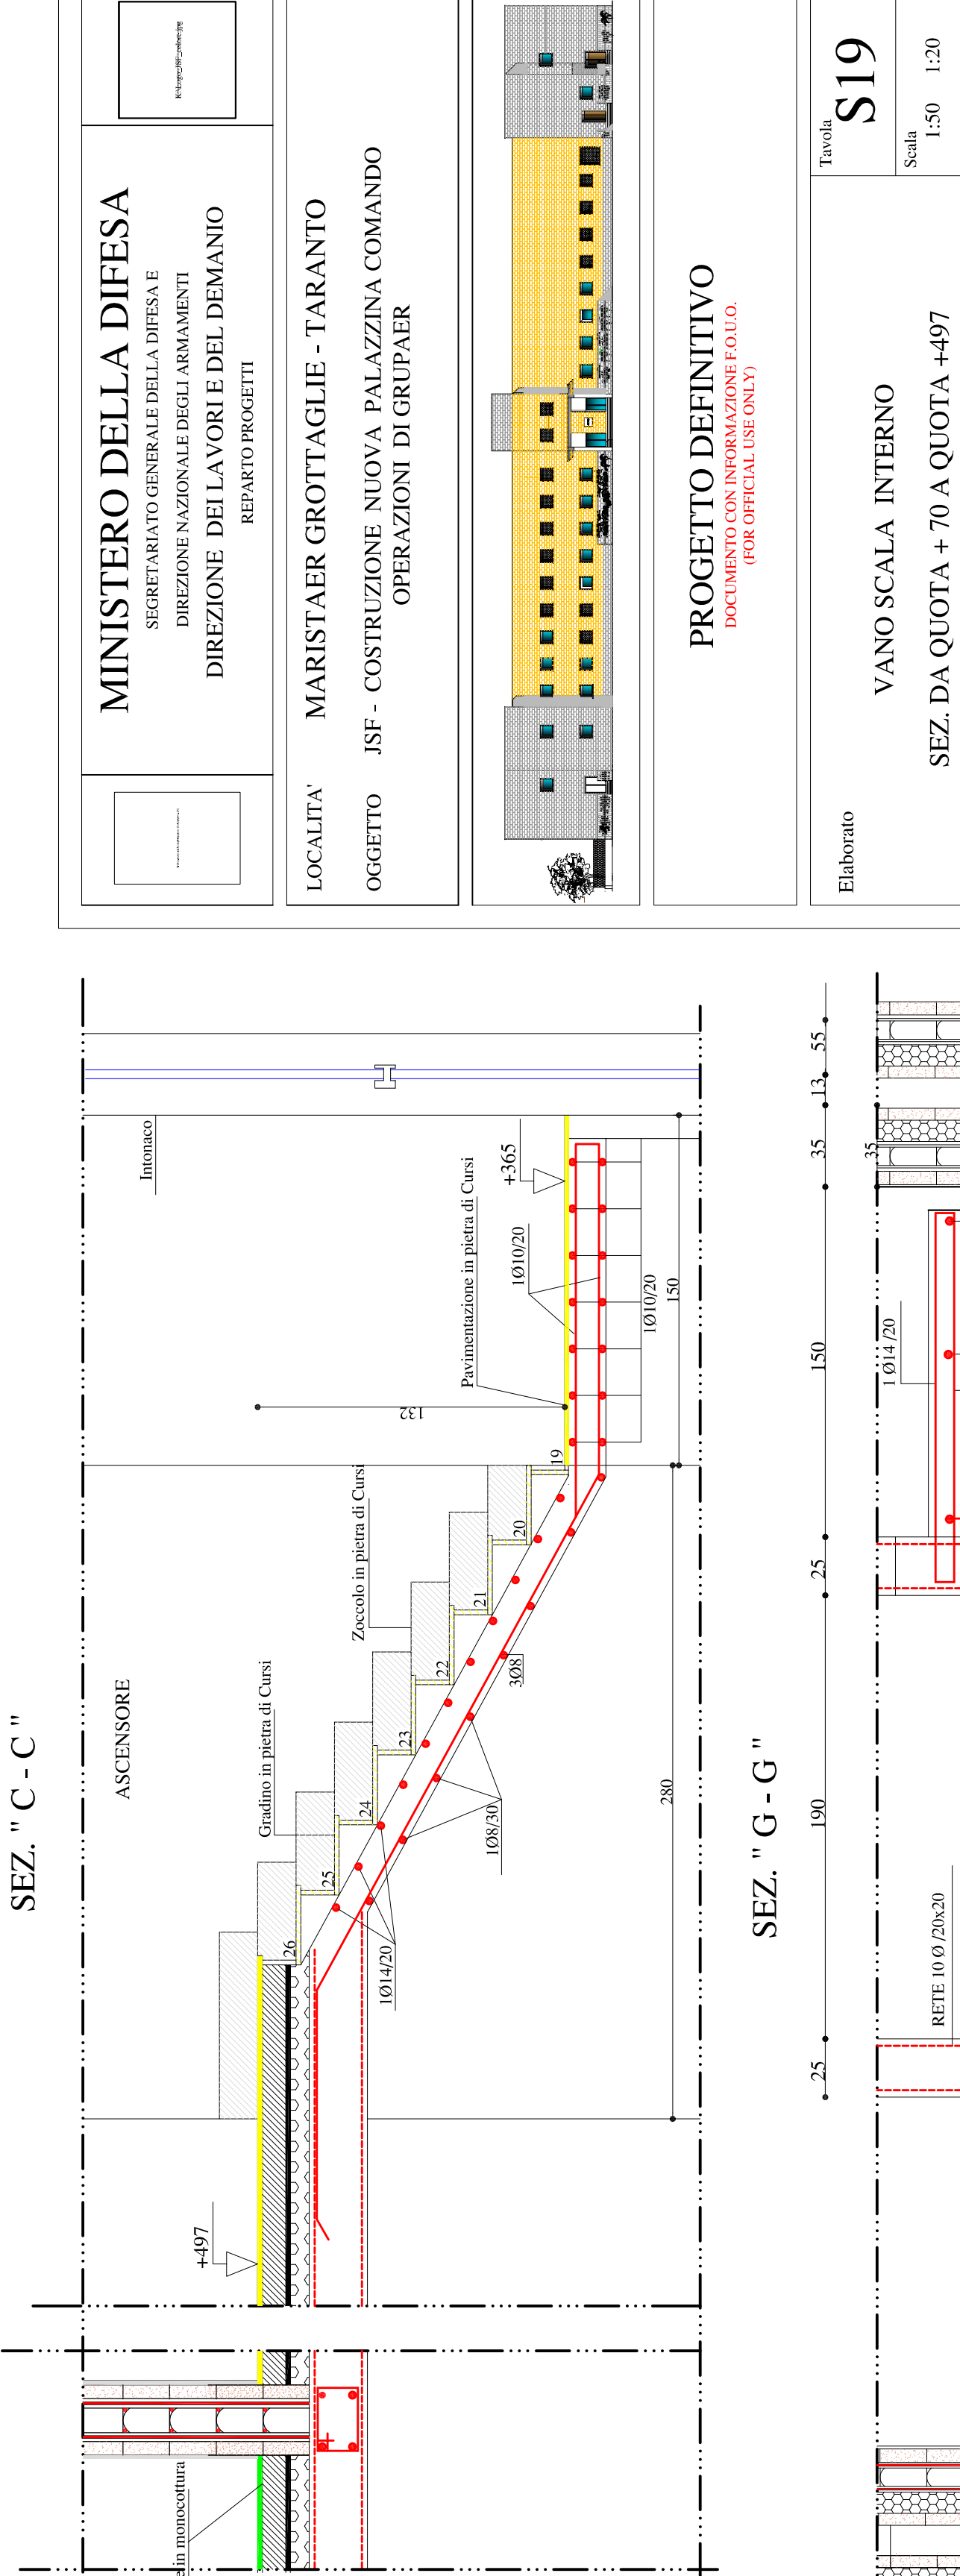 K:\Logo_JSF_colore.jpg
MINISTERO DELLA DIFESA
SEGRETARIATO GENERALE DELLA DIFESA E
DIREZIONE NAZIONALE DEGLI ARMAMENTI
DIREZIONE DEI LAVORI E DEL DEMANIO
REPARTO PROGETTI
LOCALITA' MARISTAER GROTTAGLIE - TARANTO
OGGETTO JSF - COSTRUZIONE NUOVA PALAZZINA COMANDO
OPERAZIONI DI GRUPAER
PROGETTO DEFINITIVO
DOCUMENTO CON INFORMAZIONE F.O.U.O.
(FOR OFFICIAL USE ONLY)
Tavola
S19
Scala
1:50 1:20
Elaborato
VANO SCALA INTERNO
SEZ. DA QUOTA + 70 A QUOTA +497
SEZ. " C - C "
ASCENSORE
Intonaco
Gradino in pietra di Cursi
Zoccolo in pietra di Cursi
Pavimentazione in pietra di Cursi
+497
+365
132
26
25
24
23
22
21
20
19
1Ø14/20
1Ø8/30
3Ø8
1Ø10/20
1Ø10/20
150
280
e in monocottura
SEZ. " G - G "
25
190
25
150
35
13
55
35
1 Ø14 /20
RETE 10 Ø /20x20